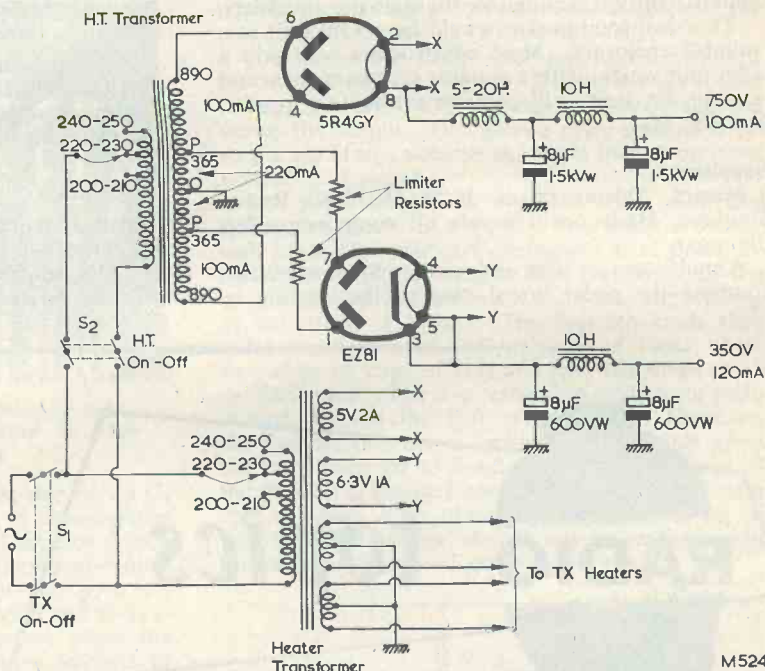 H.T. Transformer
6
2
X
890
100mA
4
8
X
5R4GY
5-20H
10H
750V
100mA
240-250
220-230
200-210
P
365
220mA
O
P
365
100mA
890
8µF
1·5kVw
8µF
1·5kVw
Limiter
Resistors
7
4
Y
5
Y
1
3
EZ81
10H
350V
120mA
8µF
600VW
8µF
600VW
S2
H.T.
On-Off
240-250
220-230
200-210
5V 2A
X
X
6·3V 1A
Y
Y
S1
TX
On-Off
To TX Heaters
Heater
Transformer
M524